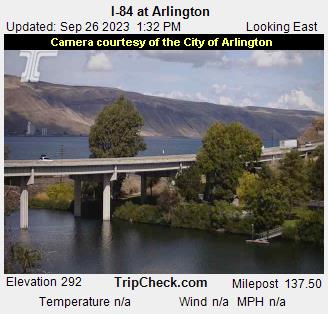 I-84 at Arlington
Updated: Sep 26 2023 1:32 PM Looking East
Camera courtesy of the City of Arlington
Elevation 292 TripCheck.com Milepost 137.50
Temperature n/a Wind n/a MPH n/a